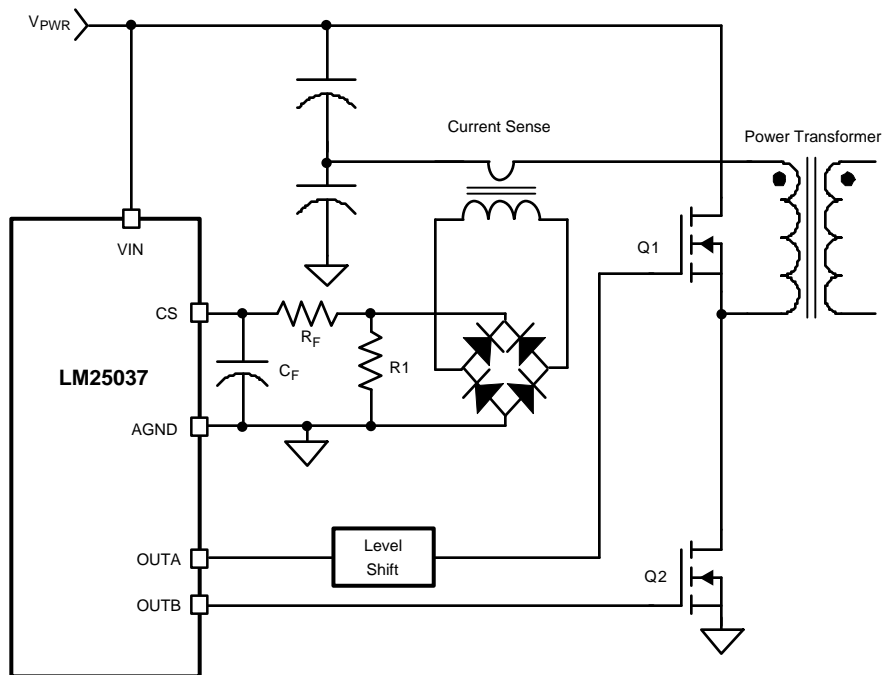 VPWR
Current Sense
Power Transformer
VIN
Q1
CS
RF
R1
CF
LM25037
AGND
OUTA
Level
Shift
Q2
OUTB